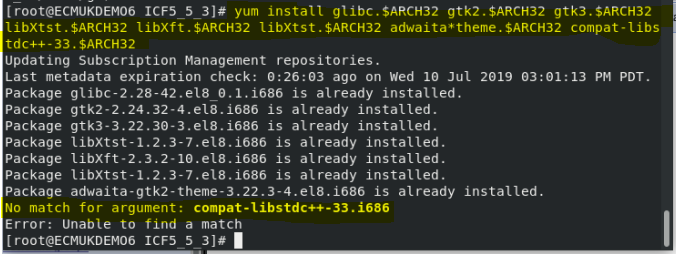 [root@ECMUKDEMO6 ICF5_5_3]# yum install glibc.$ARCH32 gtk2.$ARCH32 gtk3.$ARCH32
libXtst.$ARCH32 libXft.$ARCH32 libXtst.$ARCH32 adwaita*theme.$ARCH32 compat-libs
tdc++-33.$ARCH32
Updating Subscription Management repositories.
Last metadata expiration check: 0:26:03 ago on Wed 10 Jul 2019 03:01:13 PM PDT.
Package glibc-2.28-42.el8_0.1.i686 is already installed.
Package gtk2-2.24.32-4.el8.i686 is already installed.
Package gtk3-3.22.30-3.el8.i686 is already installed.
Package libXtst-1.2.3-7.el8.i686 is already installed.
Package libXft-2.3.2-10.el8.i686 is already installed.
Package libXtst-1.2.3-7.el8.i686 is already installed.
Package adwaita-gtk2-theme-3.22.3-4.el8.i686 is already installed.
No match for argument: compat-libstdc++-33.i686
Error: Unable to find a match
[root@ECMUKDEMO6 ICF5_5_3]#